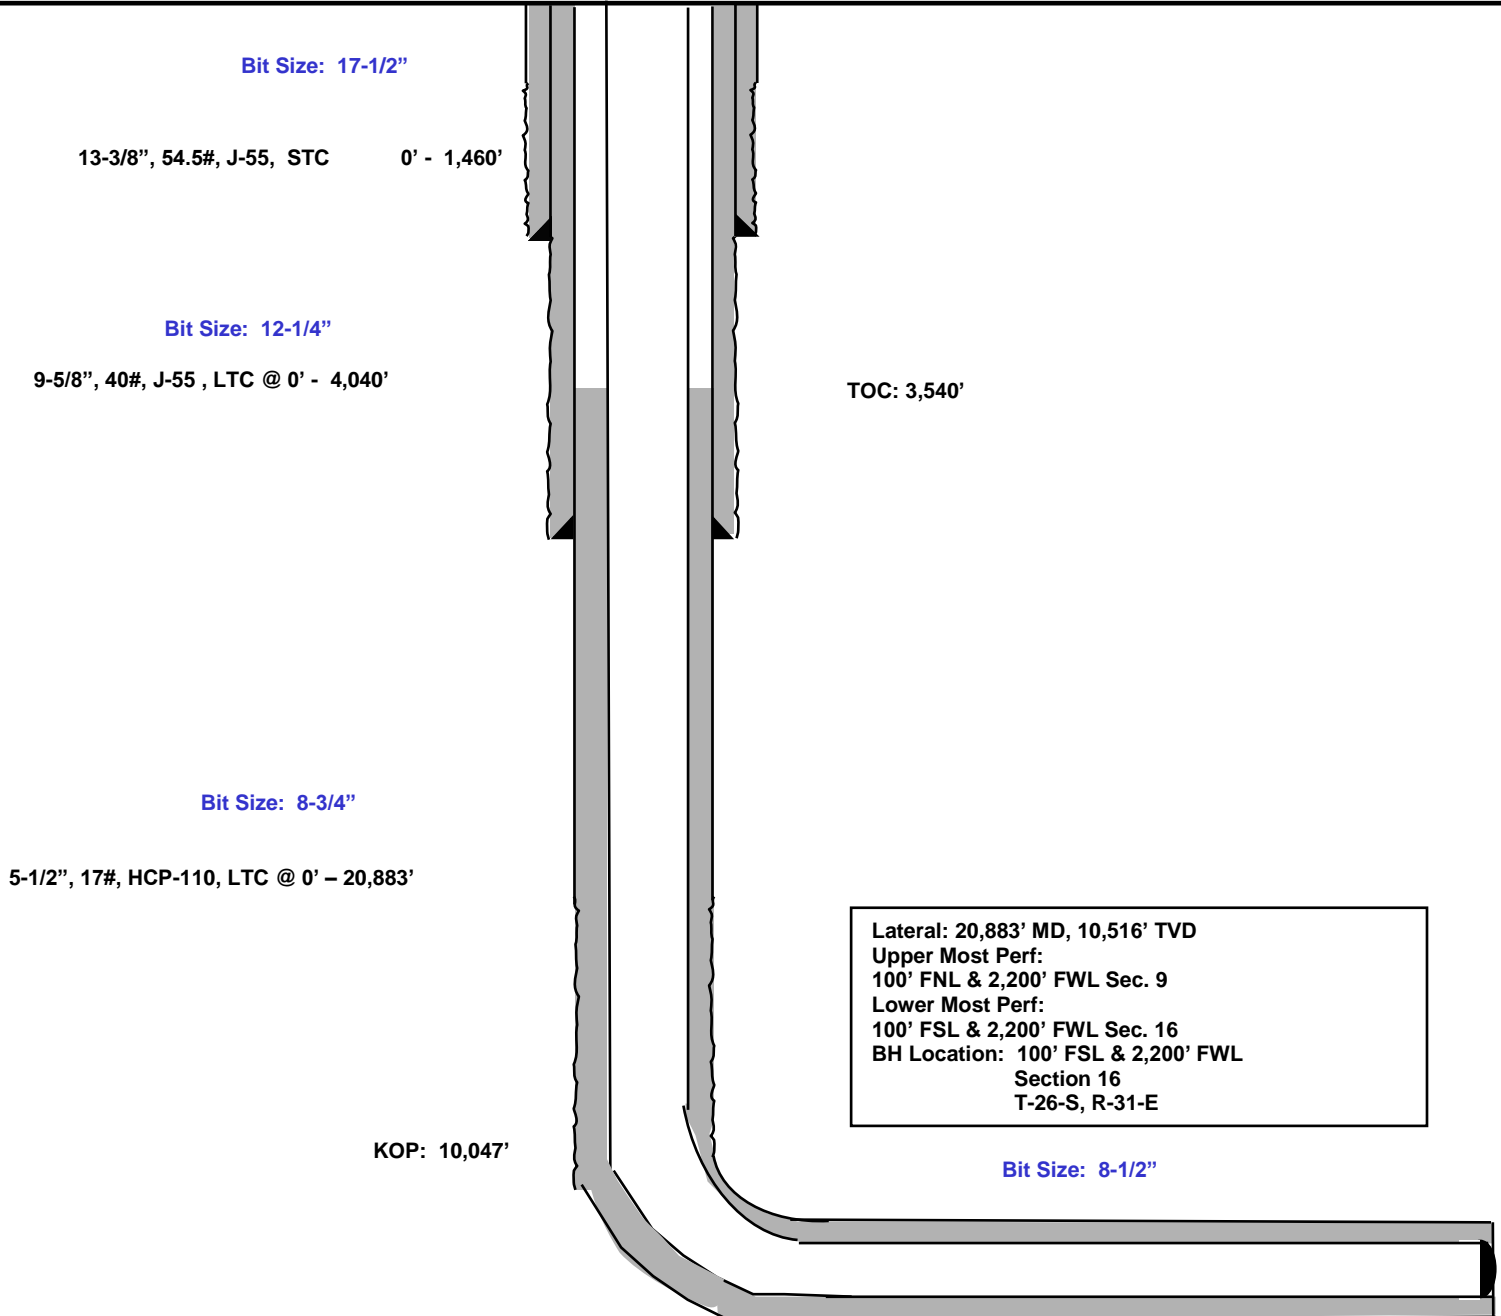 Bit Size: 17-1/2”
13-3/8”, 54.5#, J-55, STC 0’ - 1,460’
Bit Size: 12-1/4”
9-5/8”, 40#, J-55 , LTC @ 0’ - 4,040’
TOC: 3,540’
Bit Size: 8-3/4”
5-1/2”, 17#, HCP-110, LTC @ 0’ – 20,883’
Lateral: 20,883’ MD, 10,516’ TVD
Upper Most Perf:
100’ FNL & 2,200’ FWL Sec. 9
Lower Most Perf:
100’ FSL & 2,200’ FWL Sec. 16
BH Location: 100’ FSL & 2,200’ FWL
Section 16
T-26-S, R-31-E
KOP: 10,047’
Bit Size: 8-1/2”